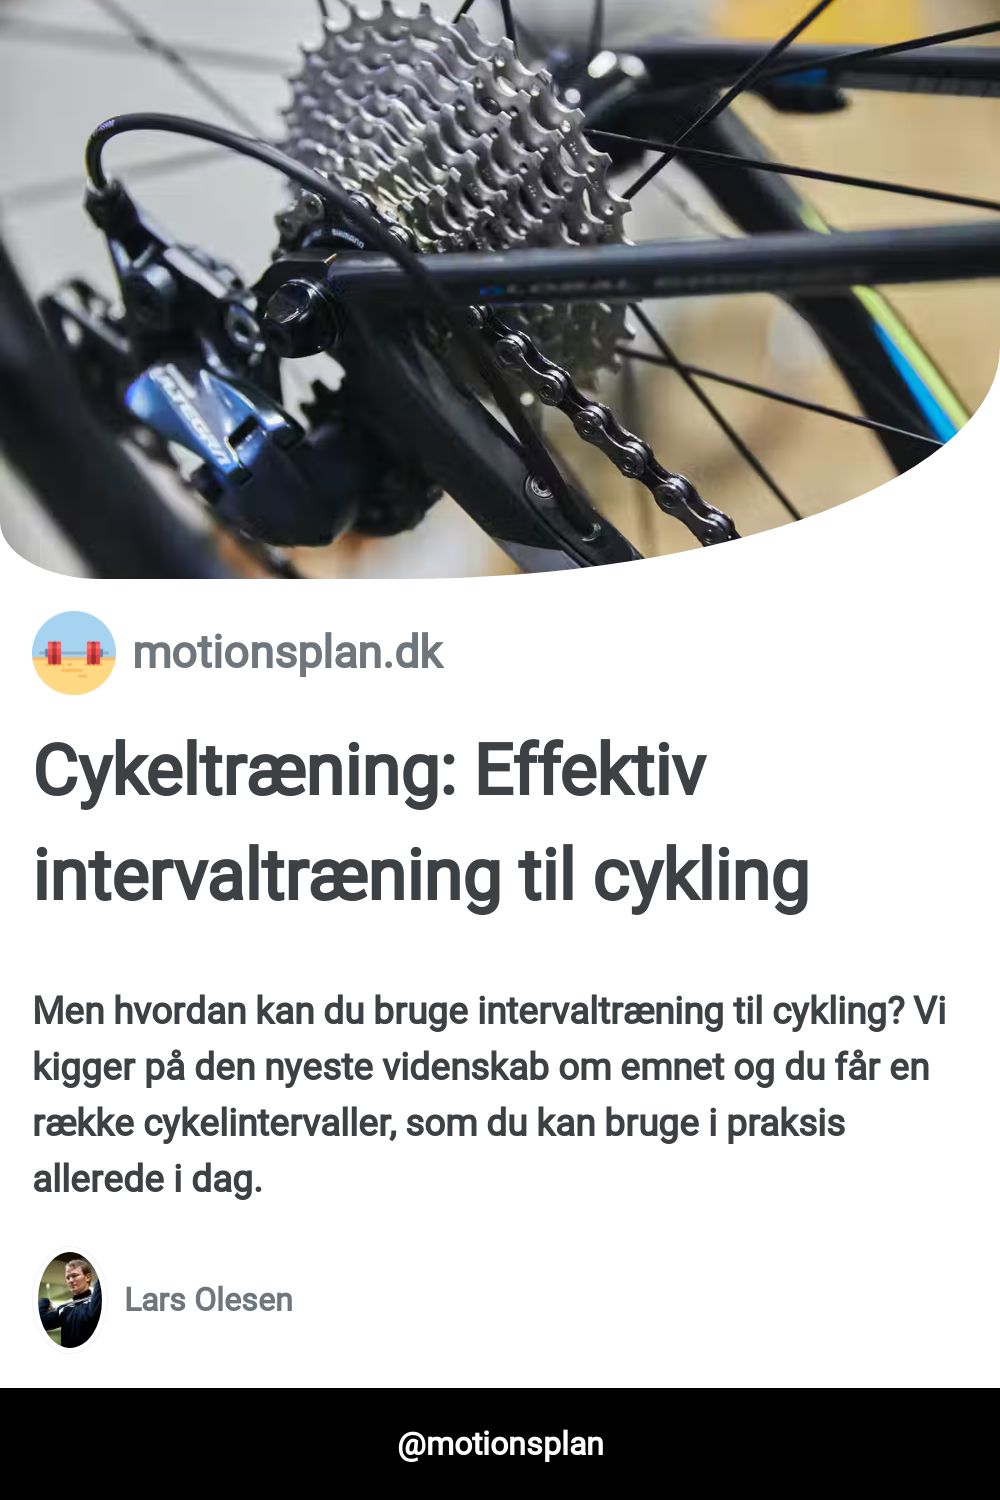 SHIMANO
ULTEGRA
motionsplan.dk
Cykeltræning: Effektiv
intervaltræning til cykling
Men hvordan kan du bruge intervaltræning til cykling? Vi
kigger på den nyeste videnskab om emnet og du får en
række cykelintervaller, som du kan bruge i praksis
allerede i dag.
Lars Olesen
@motionsplan